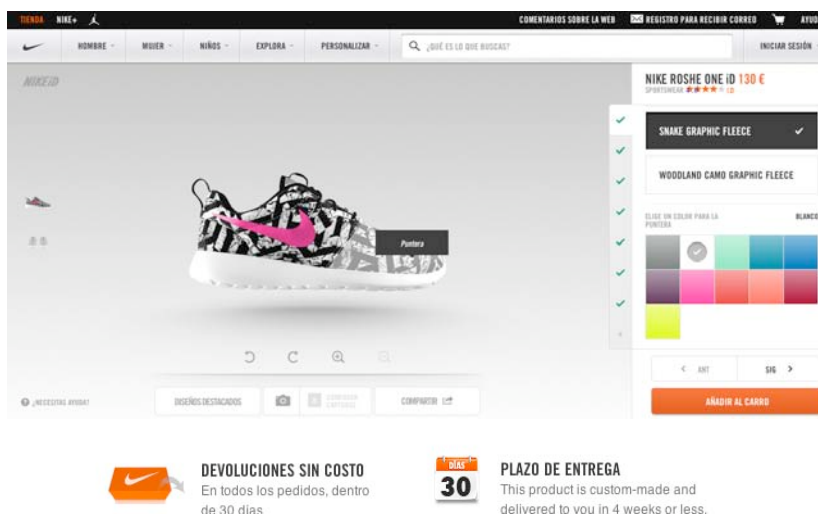 TIENDA NIKE+ COMENTARIOS SOBRE LA WEB REGISTRO PARA RECIBIR CORREO AYUD
HOMBRE MUJER NIÑOS EXPLORA PERSONALIZAR ¿QUÉ ES LO QUE BUSCAS? INICIAR SESIÓN
NIKEiD
NIKE ROSHE ONE iD 130 €
SPORTSWEAR
SNAKE GRAPHIC FLEECE
WOODLAND CAMO GRAPHIC FLEECE
ELIGE UN COLOR PARA LA
PUNTERA
BLANCO
Puntera
ANT SIG
¿NECESITAS AYUDA? DISEÑOS DESTACADOS COMPARTIR AÑADIR AL CARRO
DEVOLUCIONES SIN COSTO
En todos los pedidos, dentro
de 30 días
DÍAS
30
PLAZO DE ENTREGA
This product is custom-made and
delivered to you in 4 weeks or less.